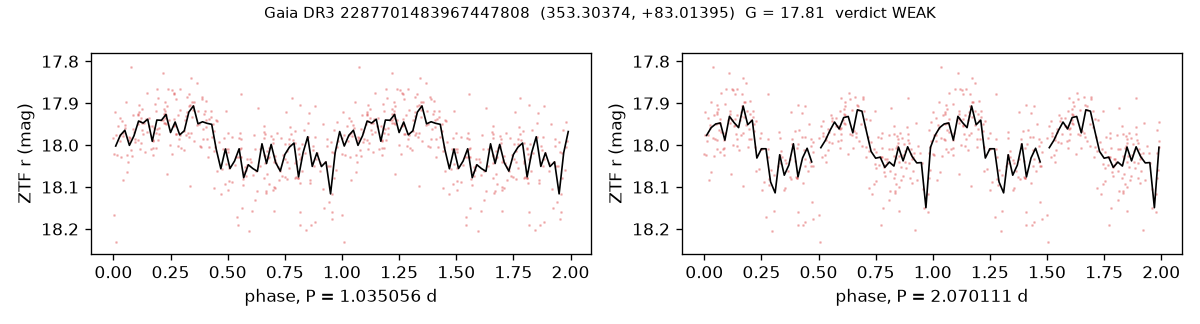 Gaia DR3 2287701483967447808 (353.30374, +83.01395) G = 17.81 verdict WEAK
17.8
17.9
18.0
18.1
18.2
ZTF r (mag)
0.00 0.25 0.50 0.75 1.00 1.25 1.50 1.75 2.00
phase, P = 1.035056 d
17.8
17.9
18.0
18.1
18.2
ZTF r (mag)
0.00 0.25 0.50 0.75 1.00 1.25 1.50 1.75 2.00
phase, P = 2.070111 d